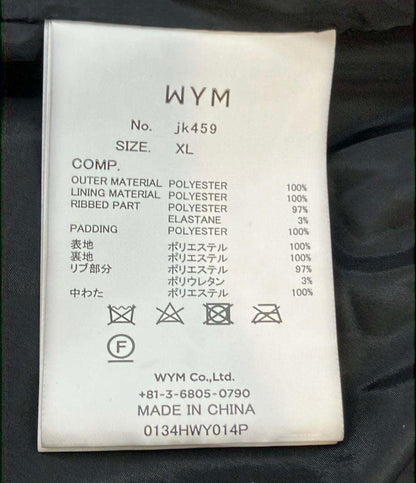 WYM
No. jk459
SIZE. XL
COMP.
OUTER MATERIAL POLYESTER 100%
LINING MATERIAL POLYESTER 100%
RIBBED PART POLYESTER 97%
ELASTANE 3%
PADDING POLYESTER 100%
表地 ポリエステル 100%
裏地 ポリエステル 100%
リブ部分 ポリエステル 97%
ポリウレタン 3%
中わた ポリエステル 100%
F
WYM Co.,Ltd.
+81-3-6805-0790
MADE IN CHINA
0134HWY014P